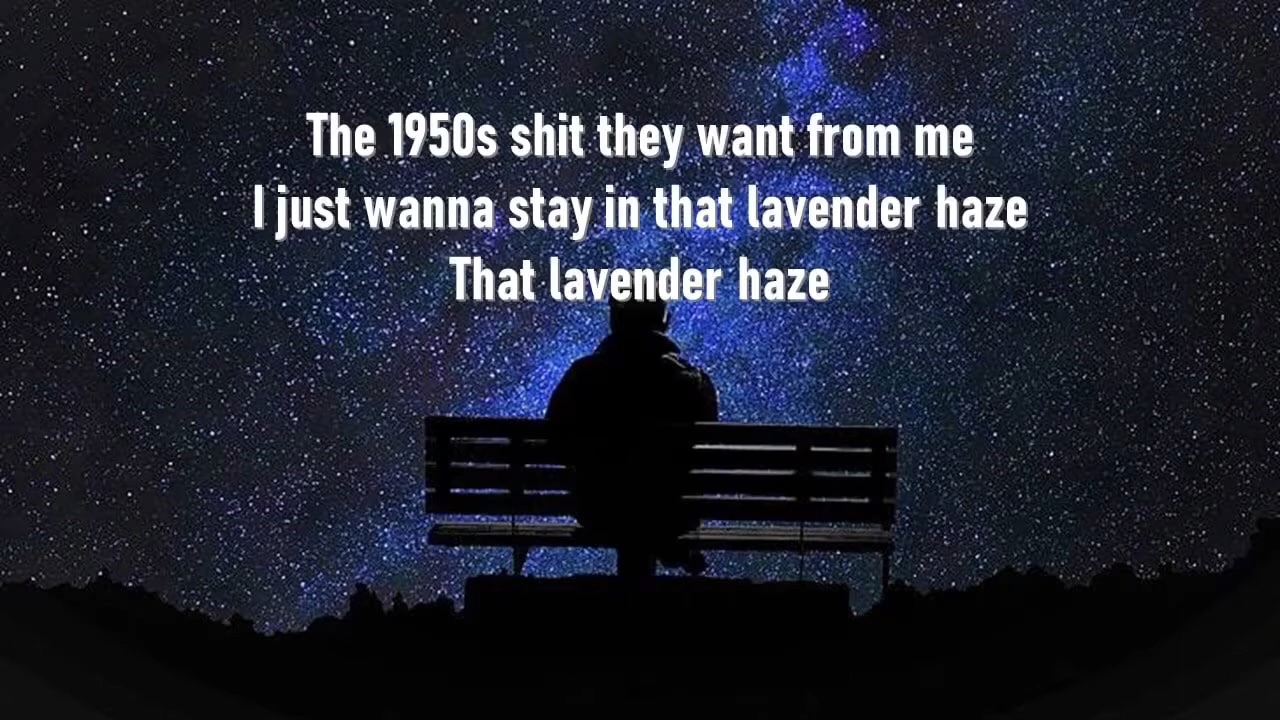 The 1950s shit they want from me
I just wanna stay in that lavender haze
That lavender haze